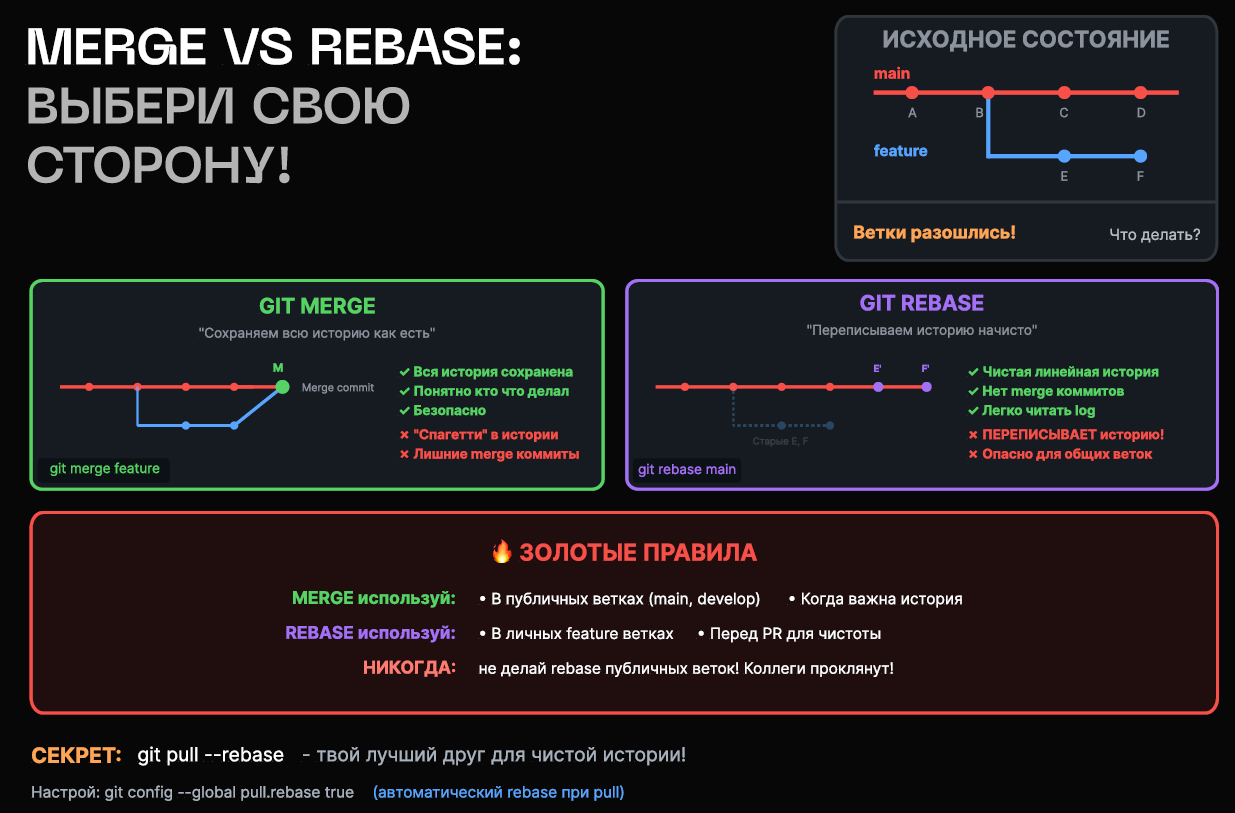 MERGE VS REBASE:
ВЫБЕРИ СВОЮ
СТОРОНУ!
ИСХОДНОЕ СОСТОЯНИЕ
main
A B C D
feature
E F
Ветки разошлись! Что делать?
GIT MERGE
"Сохраняем всю историю как есть"
M
Merge commit
✓ Вся история сохранена
✓ Понятно кто что делал
✓ Безопасно
× "Спагетти" в истории
× Лишние merge коммиты
git merge feature
GIT REBASE
"Переписываем историю начисто"
E' F'
Старые E, F
✓ Чистая линейная история
✓ Нет merge коммитов
✓ Легко читать log
× ПЕРЕПИСЫВАЕТ историю!
× Опасно для общих веток
git rebase main
🔥 ЗОЛОТЫЕ ПРАВИЛА
MERGE используй: • В публичных ветках (main, develop) • Когда важна история
REBASE используй: • В личных feature ветках • Перед PR для чистоты
НИКОГДА: не делай rebase публичных веток! Коллеги проклянут!
СЕКРЕТ: git pull --rebase - твой лучший друг для чистой истории!
Настрой: git config --global pull.rebase true (автоматический rebase при pull)